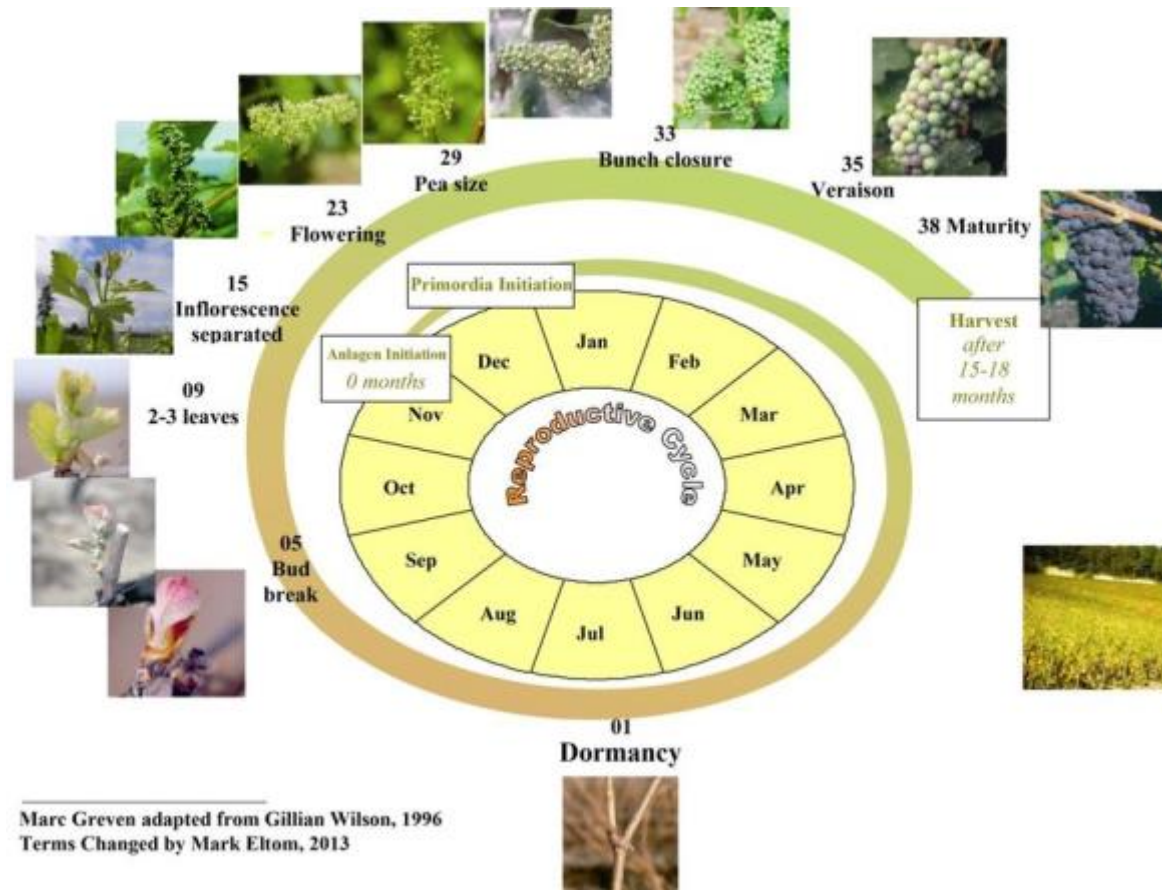 33
Bunch closure
29
Pea size
35
Veraison
23
Flowering
38 Maturity
15
Inflorescence
separated
Primordia Initiation
Anlagen Initiation
0 months
Harvest
after
15-18
months
09
2-3 leaves
05
Bud
break
Jan
Feb
Mar
Apr
May
Jun
Jul
Aug
Sep
Oct
Nov
Dec
Reproductive Cycle
01
Dormancy
Marc Greven adapted from Gillian Wilson, 1996
Terms Changed by Mark Eltom, 2013